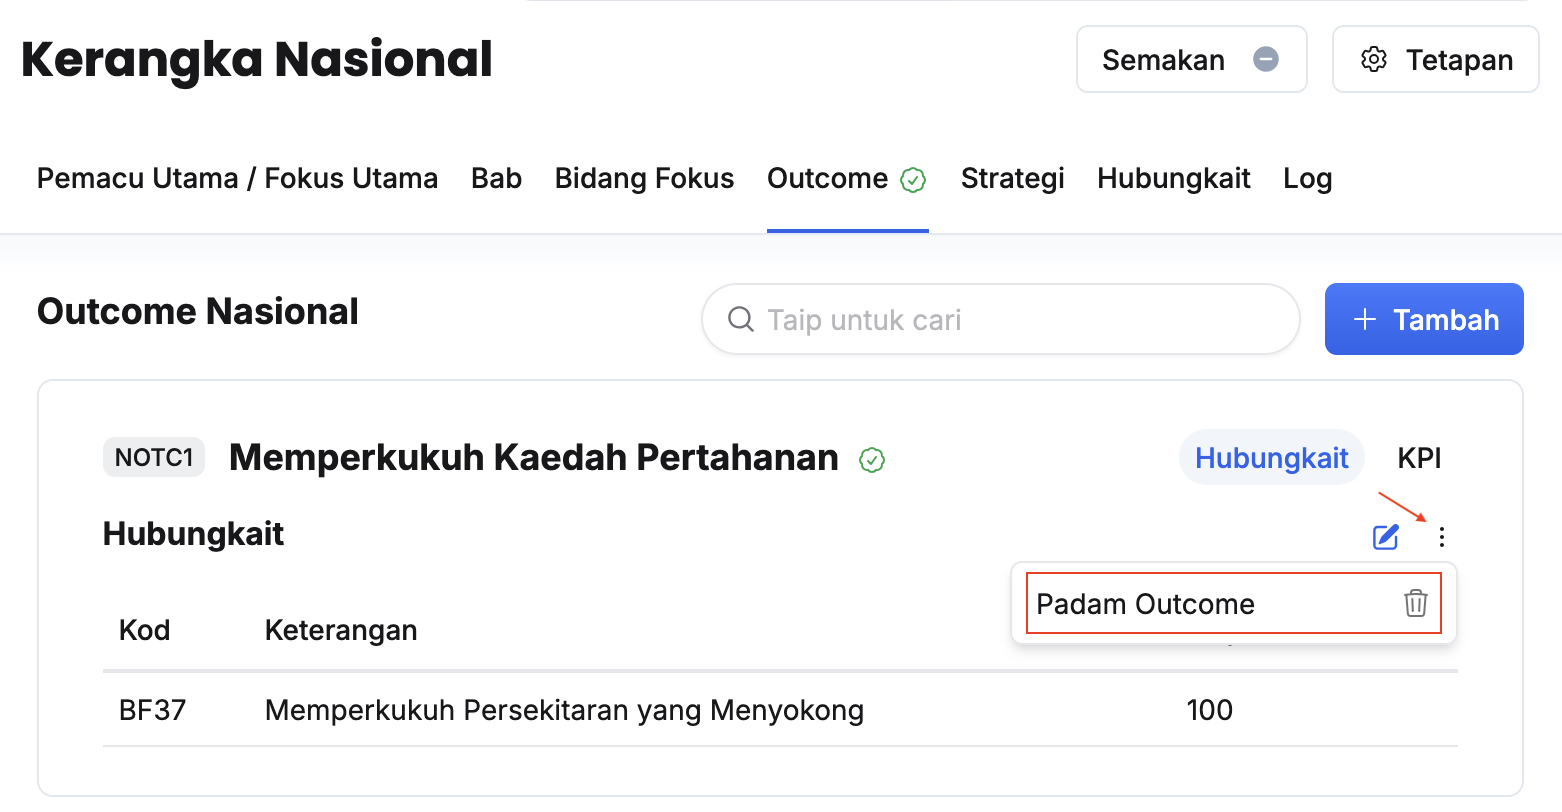 Kerangka Nasional
Semakan
Tetapan
Pemacu Utama / Fokus Utama
Bab
Bidang Fokus
Outcome
Strategi
Hubungkait
Log
Outcome Nasional
Taip untuk cari
Tambah
NOTC1
Memperkukuh Kaedah Pertahanan
Hubungkait
KPI
Hubungkait
Padam Outcome
Kod
Keterangan
BF37
Memperkukuh Persekitaran yang Menyokong
100